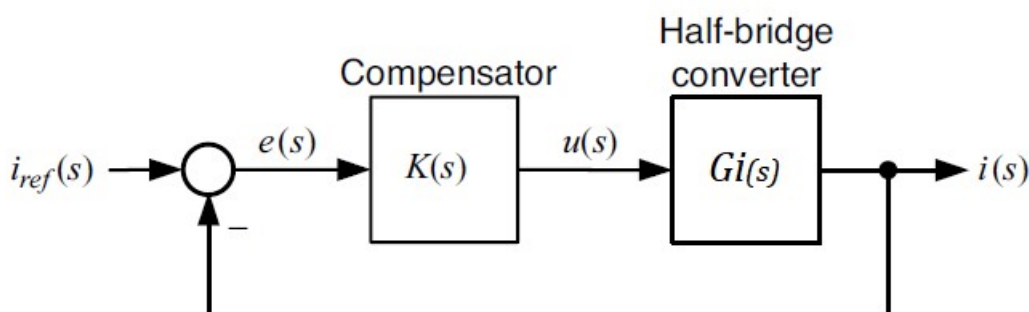 Half-bridge
converter
Compensator
i_ref(s)
e(s)
K(s)
u(s)
Gi(s)
i(s)
−